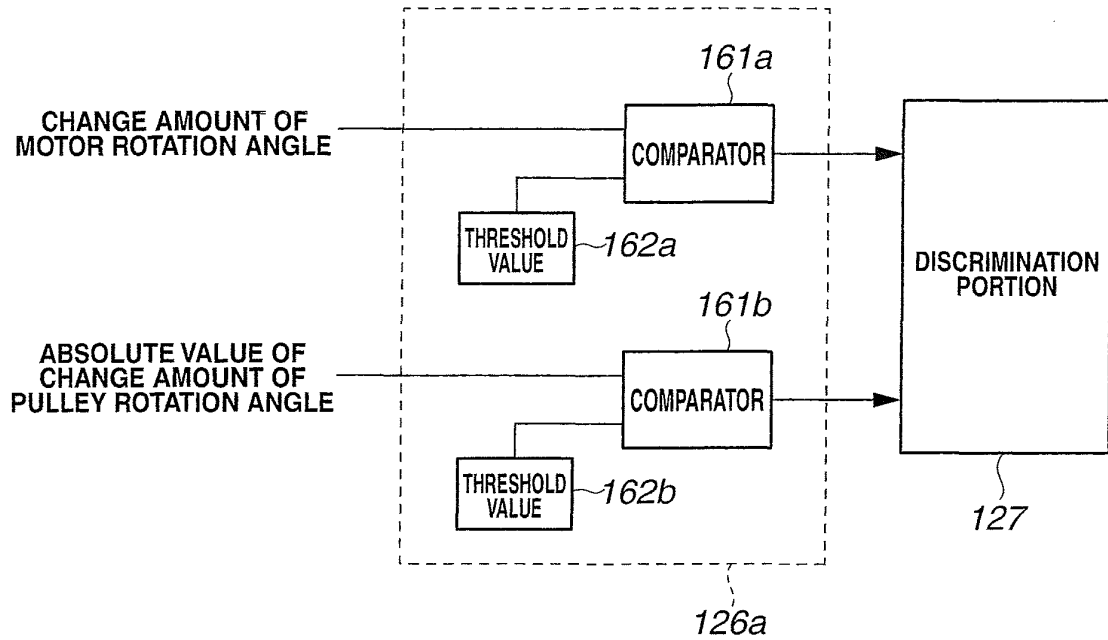 161a
CHANGE AMOUNT OF
MOTOR ROTATION ANGLE
COMPARATOR
THRESHOLD
VALUE
162a
DISCRIMINATION
PORTION
161b
ABSOLUTE VALUE OF
CHANGE AMOUNT OF
PULLEY ROTATION ANGLE
COMPARATOR
THRESHOLD
VALUE
162b
127
126a